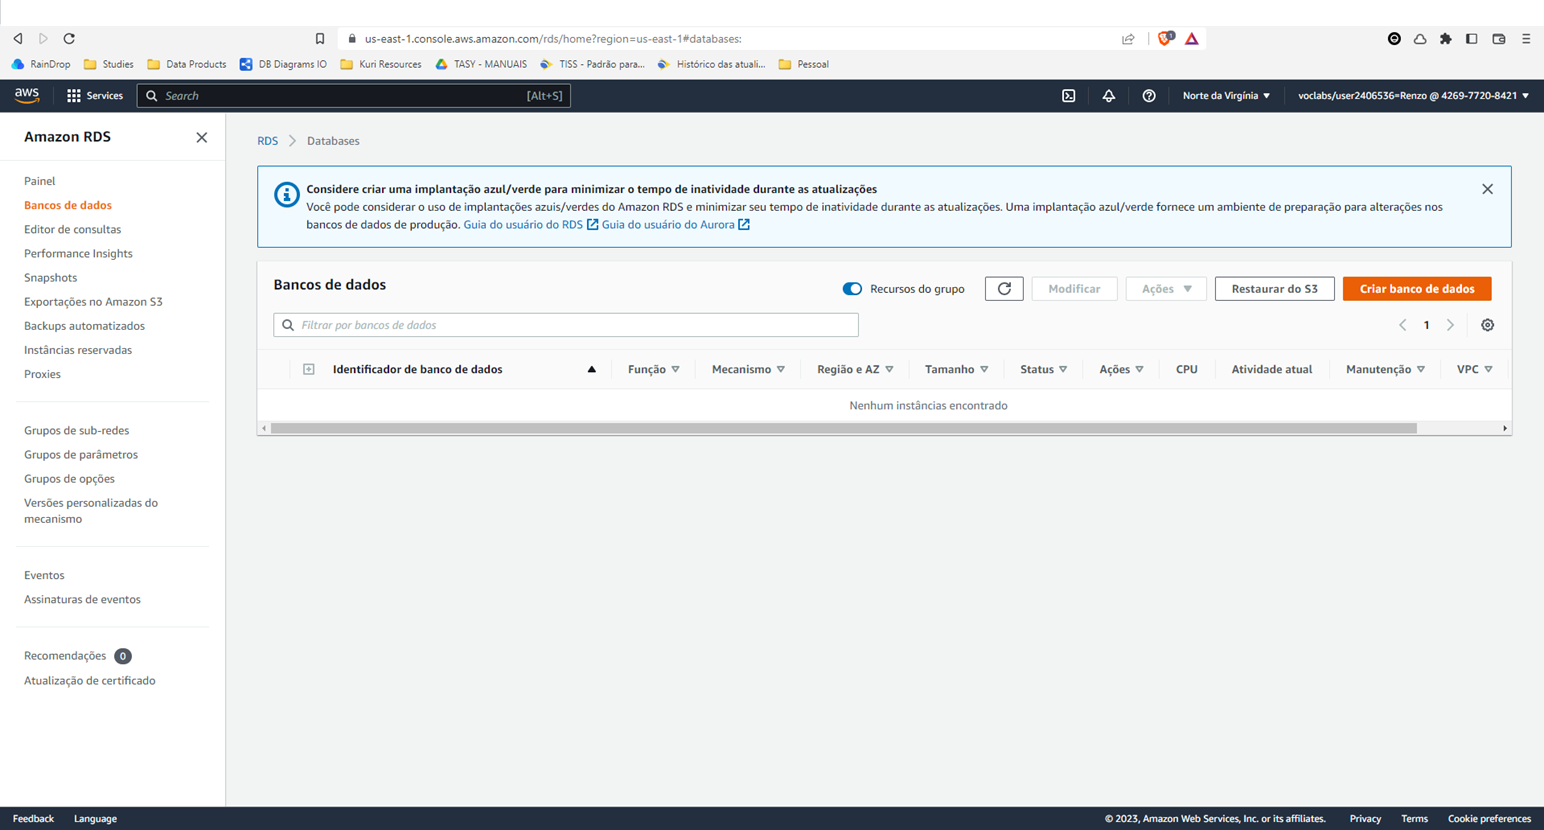 us-east-1.console.aws.amazon.com/rds/home?region=us-east-1#databases:
1
RainDrop Studies Data Products DB Diagrams IO Kuri Resources TASY - MANUAIS TISS - Padrão para... Histórico das atuali... Pessoal
aws Services Search [Alt+S] Norte da Virgínia voclabs/user2406536=Renzo @ 4269-7720-8421
Amazon RDS
Painel
Bancos de dados
Editor de consultas
Performance Insights
Snapshots
Exportações no Amazon S3
Backups automatizados
Instâncias reservadas
Proxies
Grupos de sub-redes
Grupos de parâmetros
Grupos de opções
Versões personalizadas do
mecanismo
Eventos
Assinaturas de eventos
Recomendações 0
Atualização de certificado
RDS Databases
Considere criar uma implantação azul/verde para minimizar o tempo de inatividade durante as atualizações
Você pode considerar o uso de implantações azuis/verdes do Amazon RDS e minimizar seu tempo de inatividade durante as atualizações. Uma implantação azul/verde fornece um ambiente de preparação para alterações nos
bancos de dados de produção. Guia do usuário do RDS Guia do usuário do Aurora
Bancos de dados
Recursos do grupo Modificar Ações Restaurar do S3 Criar banco de dados
Filtrar por bancos de dados 1
Identificador de banco de dados Função Mecanismo Região e AZ Tamanho Status Ações CPU Atividade atual Manutenção VPC
Nenhum instâncias encontrado
Feedback Language © 2023, Amazon Web Services, Inc. or its affiliates. Privacy Terms Cookie preferences